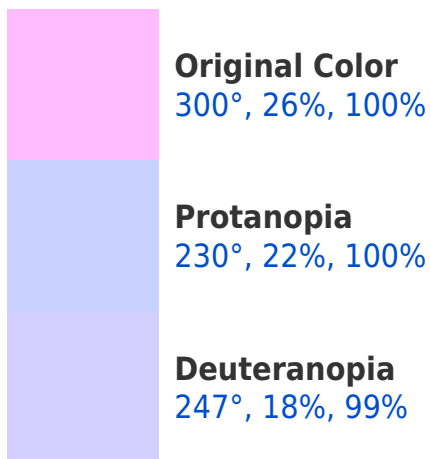 Original Color
300°, 26%, 100%
Protanopia
230°, 22%, 100%
Deuteranopia
247°, 18%, 99%